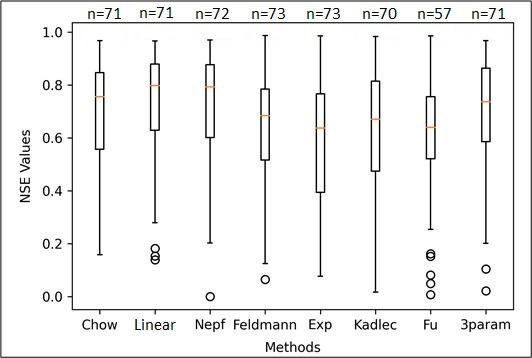 n=71 n=71 n=72 n=73 n=73 n=70 n=57 n=71
1.0
0.8
0.6
0.4
0.2
0.0
NSE Values
Chow Linear Nepf Feldmann Exp Kadlec Fu 3param
Methods